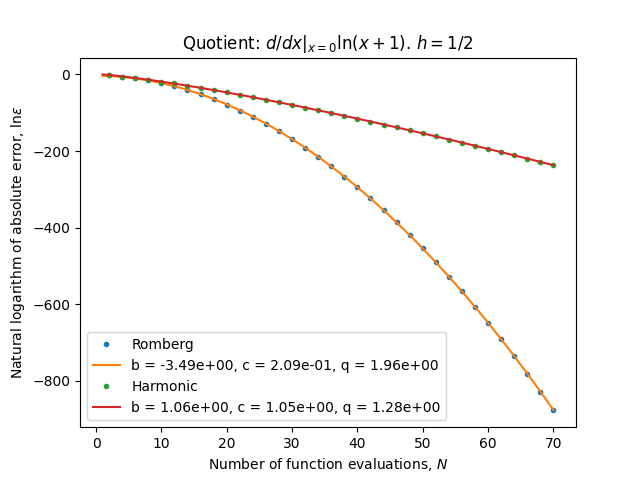 Quotient: $d/dx|_{x=0}\ln(x+1)$. $h=1/2$
Natural logarithm of absolute error, lnε
0
−200
−400
−600
−800
Romberg
b = -3.49e+00, c = 2.09e-01, q = 1.96e+00
Harmonic
b = 1.06e+00, c = 1.05e+00, q = 1.28e+00
0 10 20 30 40 50 60 70
Number of function evaluations, N